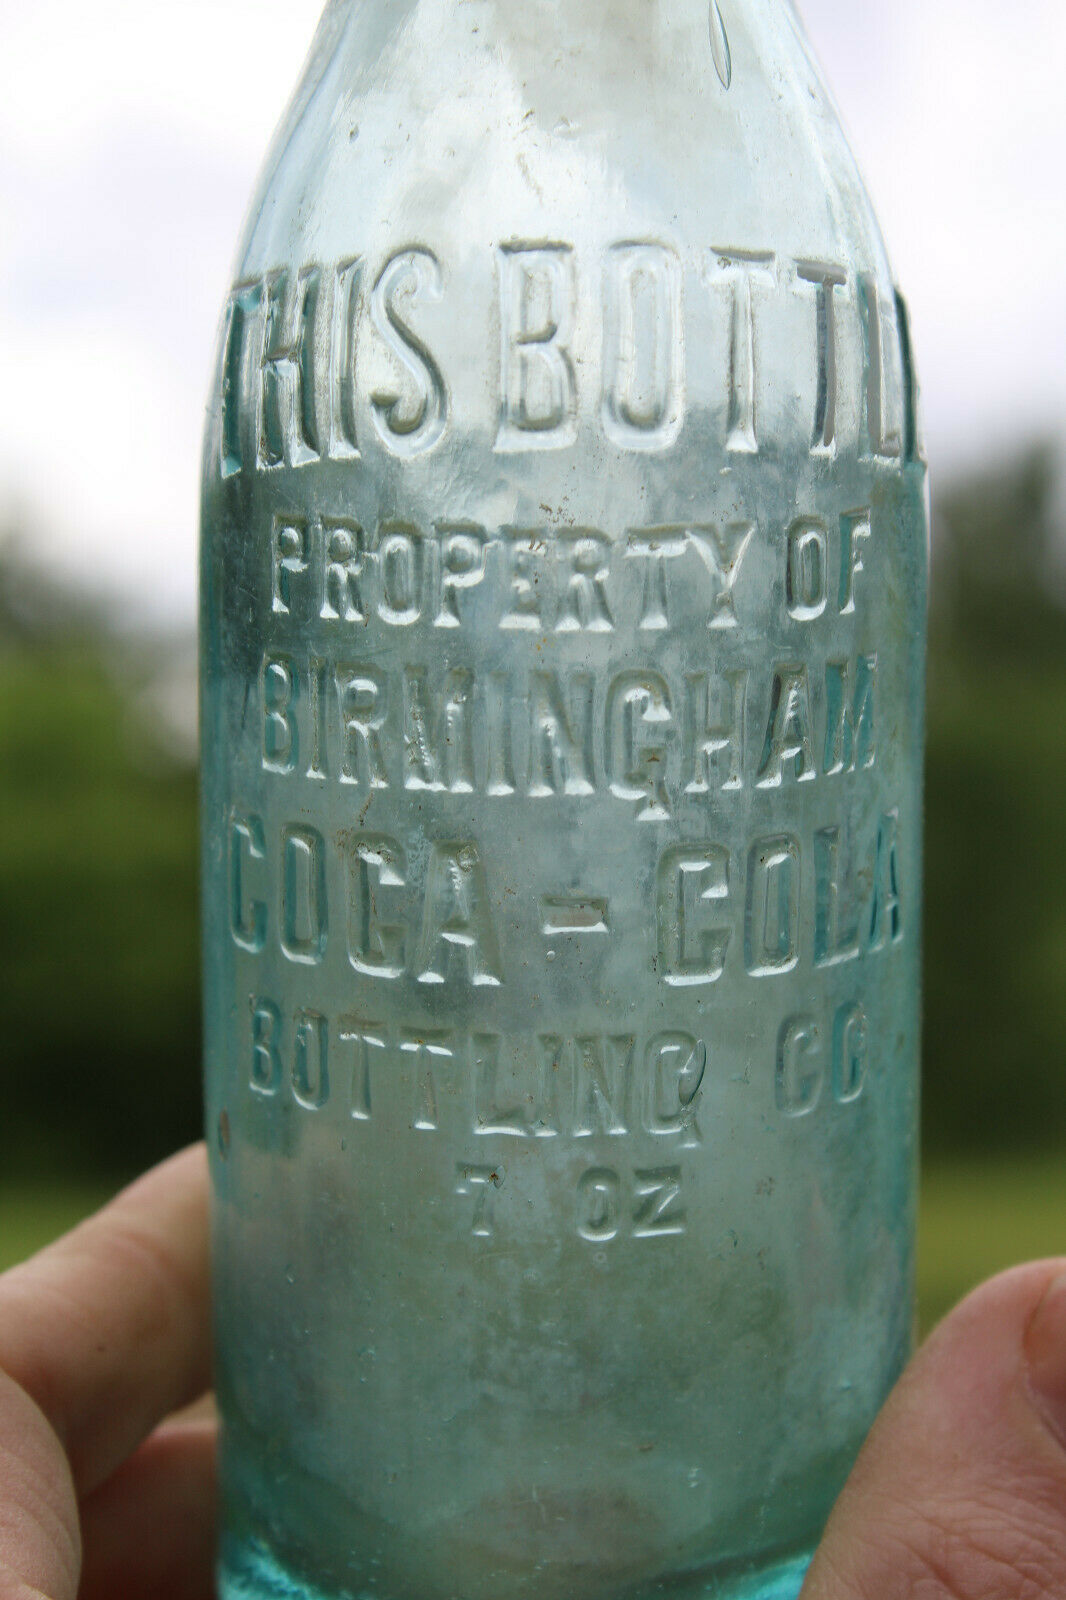 THIS BOTTLE
PROPERTY OF
BIRMINGHAM
COCA-COLA
BOTTLING CO
7 OZ